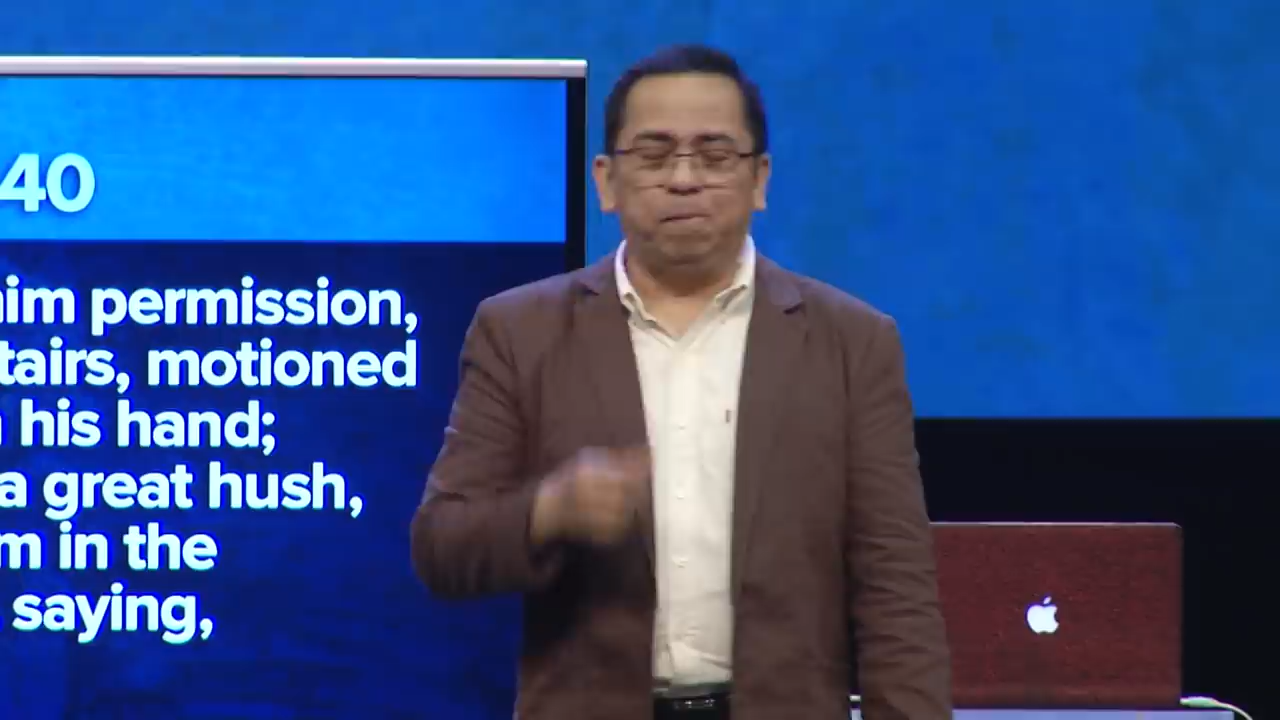 40
him permission,
tairs, motioned
his hand;
a great hush,
m in the
saying,